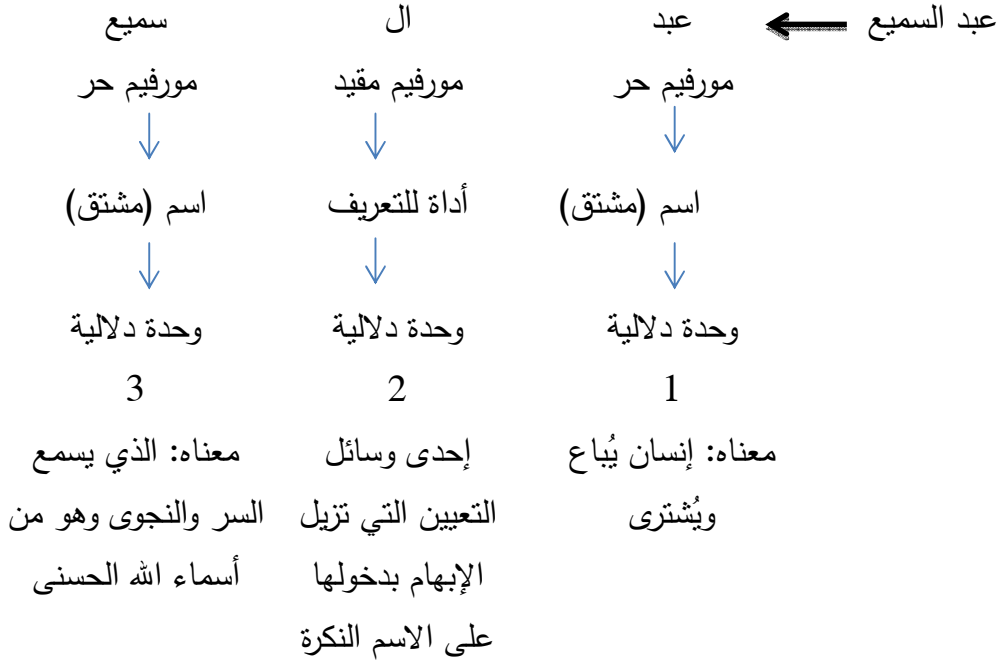 عبد السميع عبد ال سميع
مورفيم حر مورفيم مقيد مورفيم حر
اسم (مشتق) أداة للتعريف اسم (مشتق)
وحدة دلالية وحدة دلالية وحدة دلالية
1 2 3
معناه: إنسان يُباع إحدى وسائل معناه: الذي يسمع
ويُشترى التعيين التي تزيل السر والنجوى وهو من
الإبهام بدخولها أسماء الله الحسنى
على الاسم النكرة